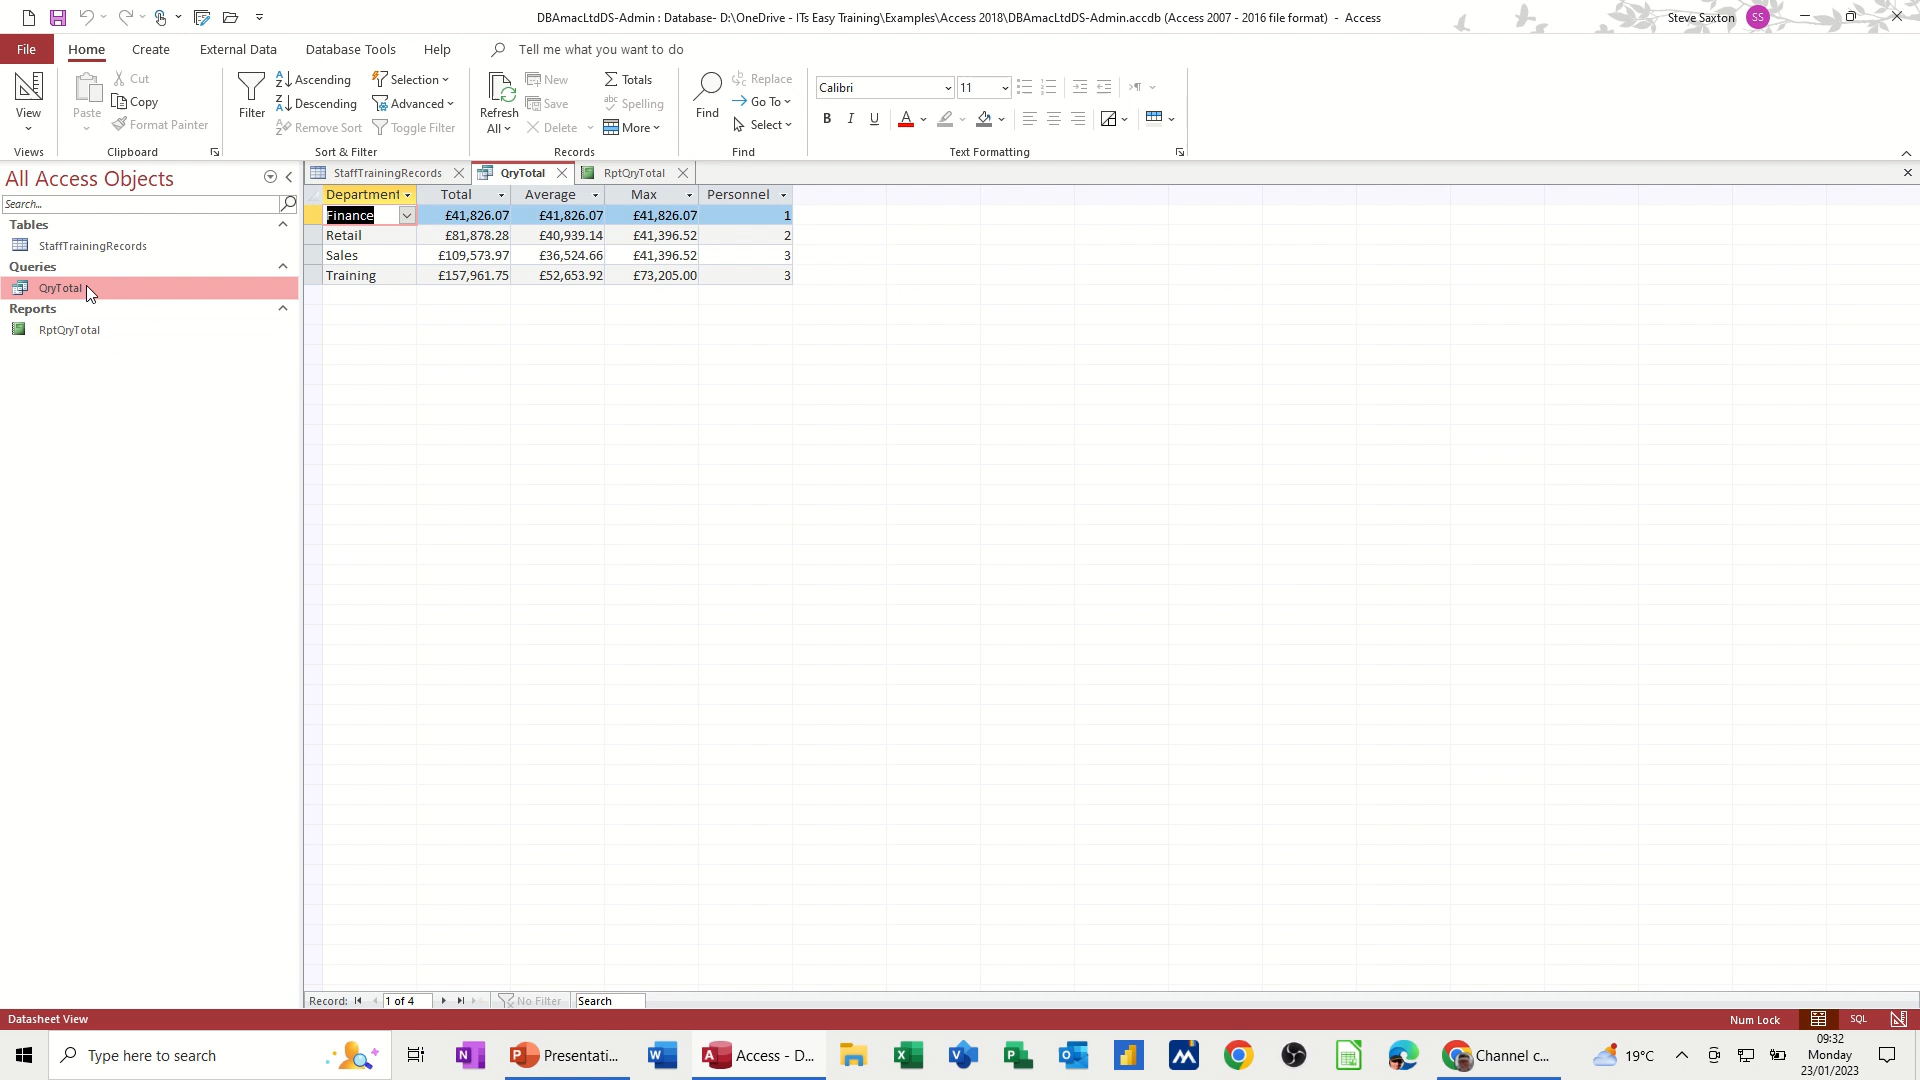 DBAmacLtdDS-Admin : Database- D:\OneDrive - ITs Easy Training\Examples\Access 2018\DBAmacLtdDS-Admin.accdb (Access 2007 - 2016 file format) - Access
Steve Saxton SS
File Home Create External Data Database Tools Help Tell me what you want to do
View
Views
Paste
Cut
Copy
Format Painter
Clipboard
Filter
Ascending
Descending
Remove Sort
Selection
Advanced
Toggle Filter
Sort & Filter
Refresh
All
New
Save
Delete
Totals
Spelling
More
Records
Find
Replace
Go To
Select
Find
Calibri 11
B I U
Text Formatting
All Access Objects
Search...
Tables
StaffTrainingRecords
Queries
QryTotal
Reports
RptQryTotal
StaffTrainingRecords QryTotal RptQryTotal
Department Total Average Max Personnel
Finance £41,826.07 £41,826.07 £41,826.07 1
Retail £81,878.28 £40,939.14 £41,396.52 2
Sales £109,573.97 £36,524.66 £41,396.52 3
Training £157,961.75 £52,653.92 £73,205.00 3
Record: 1 of 4 No Filter Search
Datasheet View Num Lock SQL
Type here to search
Presentati...
Access - D...
Channel c...
19°C
09:32
Monday
23/01/2023